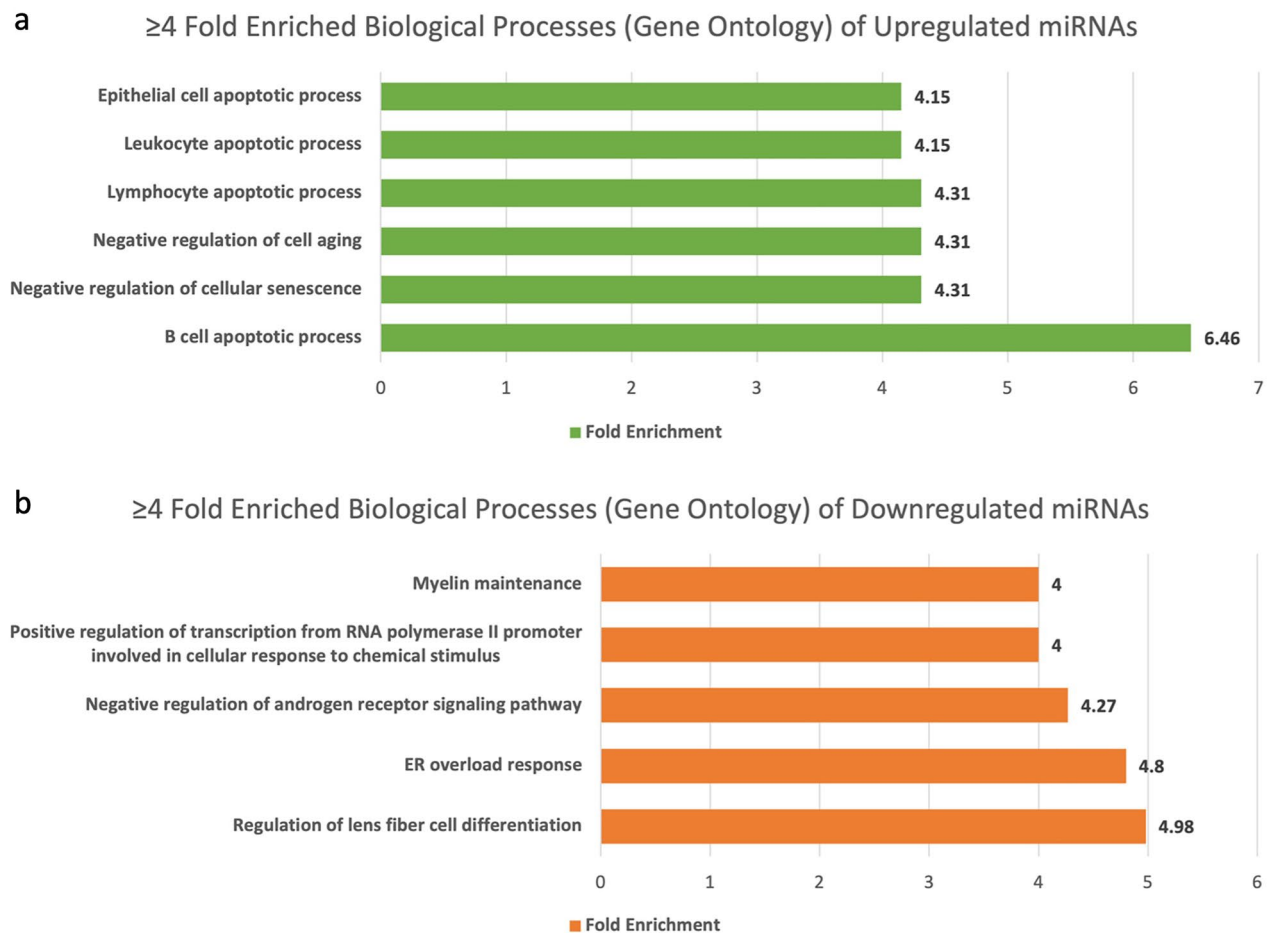 a
≥4 Fold Enriched Biological Processes (Gene Ontology) of Upregulated miRNAs
Epithelial cell apoptotic process 4.15
Leukocyte apoptotic process 4.15
Lymphocyte apoptotic process 4.31
Negative regulation of cell aging 4.31
Negative regulation of cellular senescence 4.31
B cell apoptotic process 6.46
0 1 2 3 4 5 6 7
Fold Enrichment
b
≥4 Fold Enriched Biological Processes (Gene Ontology) of Downregulated miRNAs
Myelin maintenance 4
Positive regulation of transcription from RNA polymerase II promoter
involved in cellular response to chemical stimulus 4
Negative regulation of androgen receptor signaling pathway 4.27
ER overload response 4.8
Regulation of lens fiber cell differentiation 4.98
0 1 2 3 4 5 6
Fold Enrichment